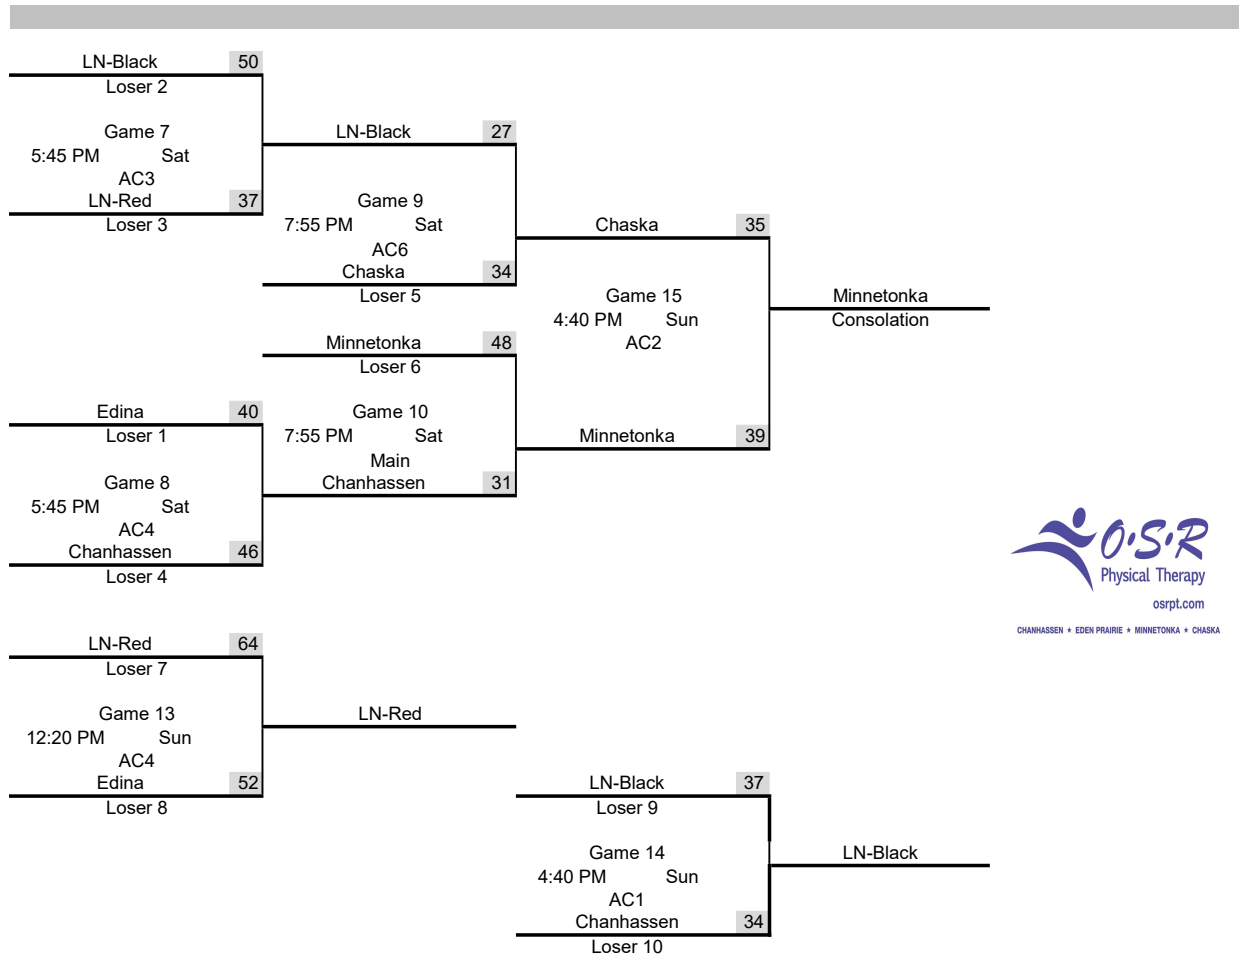 LN-Black 50
Loser 2
Game 7
5:45 PM Sat
AC3
LN-Red 37
Loser 3
LN-Black 27
Game 9
7:55 PM Sat
AC6
Chaska 34
Loser 5
Chaska 35
Game 15
4:40 PM Sun
AC2
Minnetonka
Consolation
Minnetonka 48
Loser 6
Edina 40
Loser 1
Game 10
7:55 PM Sat
Main
Chanhassen 31
Minnetonka 39
Game 8
5:45 PM Sat
AC4
Chanhassen 46
Loser 4
O·S·R
Physical Therapy
osrpt.com
CHANHASSEN ★ EDEN PRAIRIE ★ MINNETONKA ★ CHASKA
LN-Red 64
Loser 7
Game 13
12:20 PM Sun
AC4
Edina 52
Loser 8
LN-Red
LN-Black 37
Loser 9
Game 14
4:40 PM Sun
AC1
Chanhassen 34
Loser 10
LN-Black